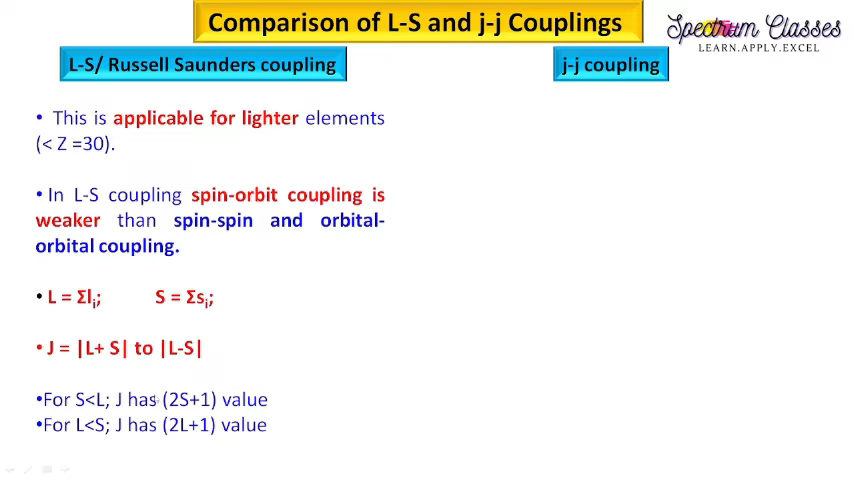 Comparison of L-S and j-j Couplings
Spectrum Classes
LEARN.APPLY.EXCEL
L-S/ Russell Saunders coupling
j-j coupling
• This is applicable for lighter elements
(< Z =30).
• In L-S coupling spin-orbit coupling is
weaker than spin-spin and orbital-
orbital coupling.
• L = Σlᵢ; S = Σsᵢ;
• J = |L+ S| to |L-S|
•For S<L; J has (2S+1) value
•For L<S; J has (2L+1) value